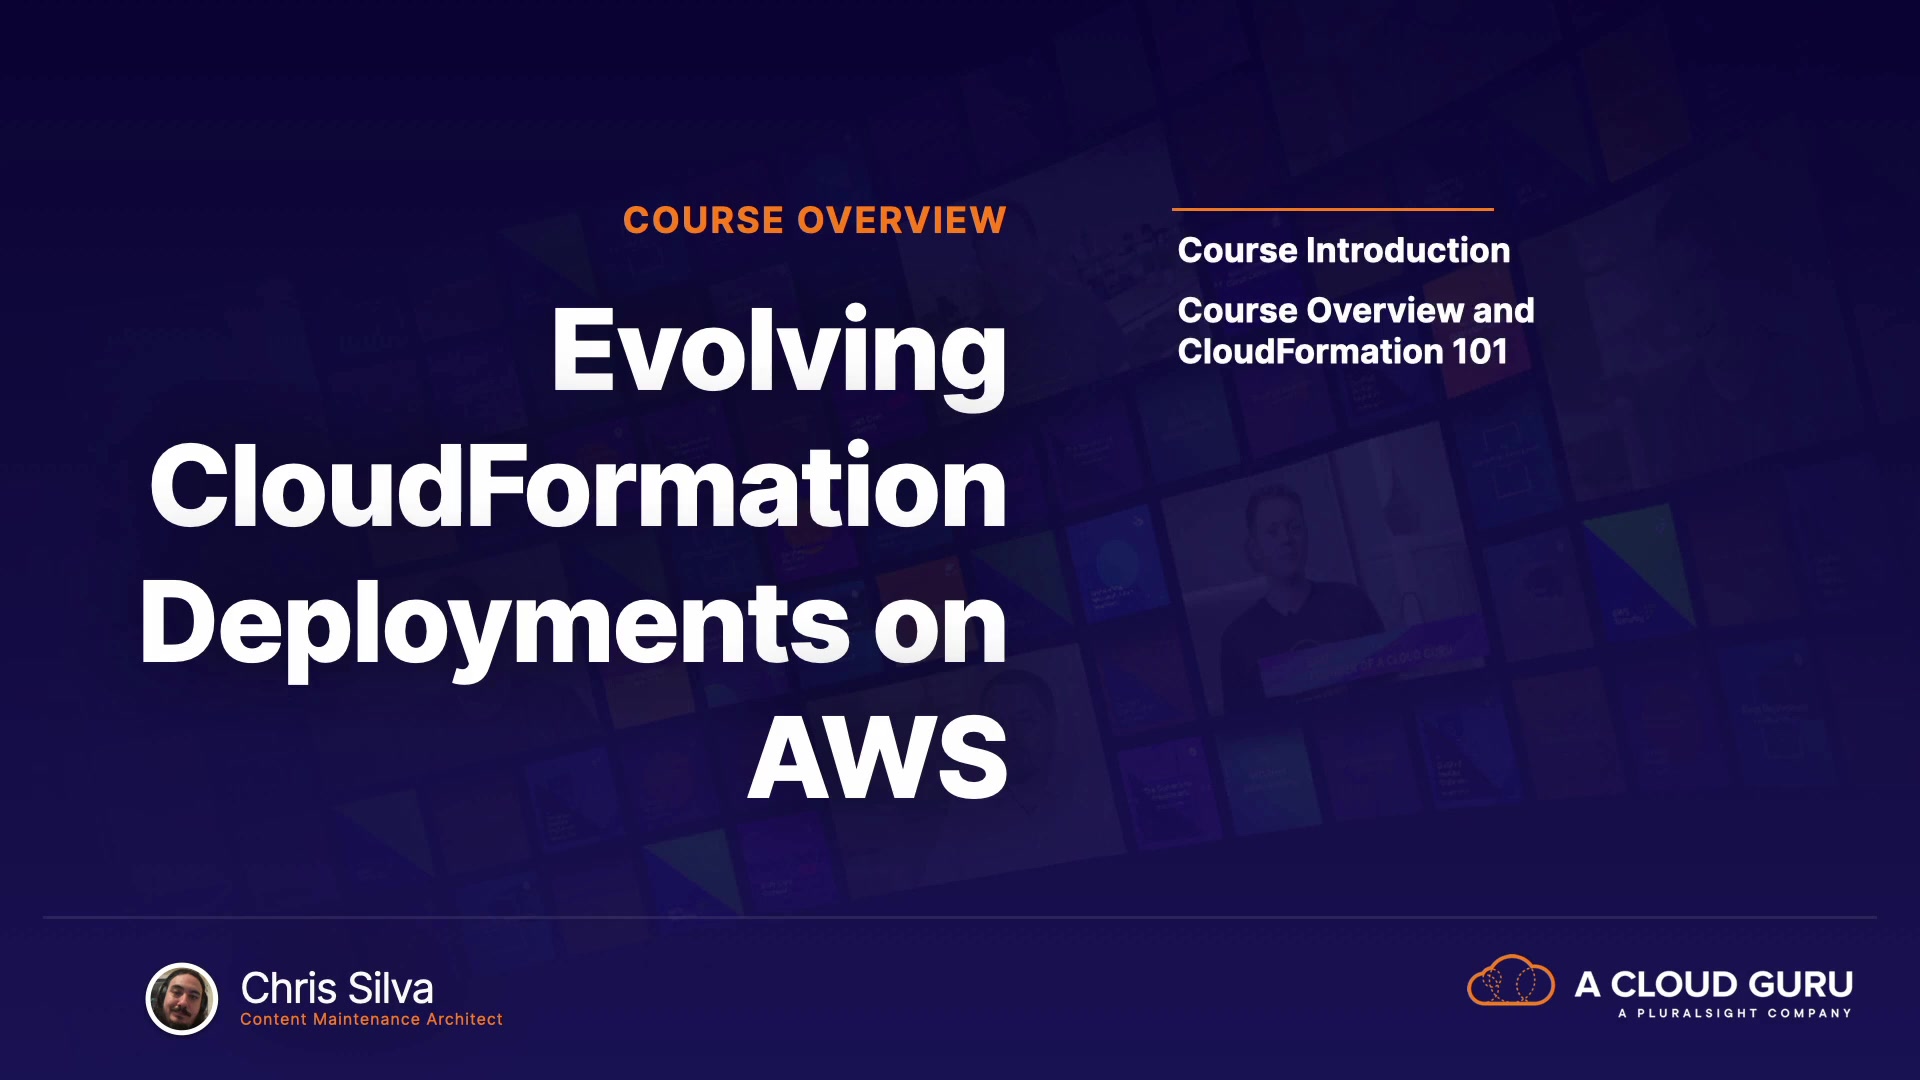 COURSE OVERVIEW
Evolving
CloudFormation
Deployments on
AWS
Course Introduction
Course Overview and
CloudFormation 101
Chris Silva
Content Maintenance Architect
A CLOUD GURU
A PLURALSIGHT COMPANY